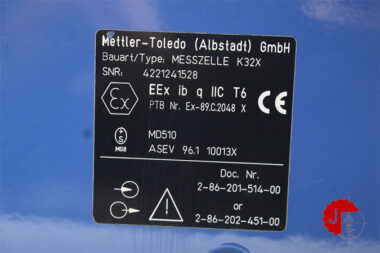 Mettler-Toledo (Albstadt) GmbH
Bauart/Type: MESSZELLE K32X
SNR: 4221241528
Ex EEx ib q IIC T6 CE
PTB Nr. Ex-89.C.2048 X
S MD510
MG8 ASEV 96.1 10013X
Doc. Nr.
2-86-201-514-00
or
2-86-202-451-00